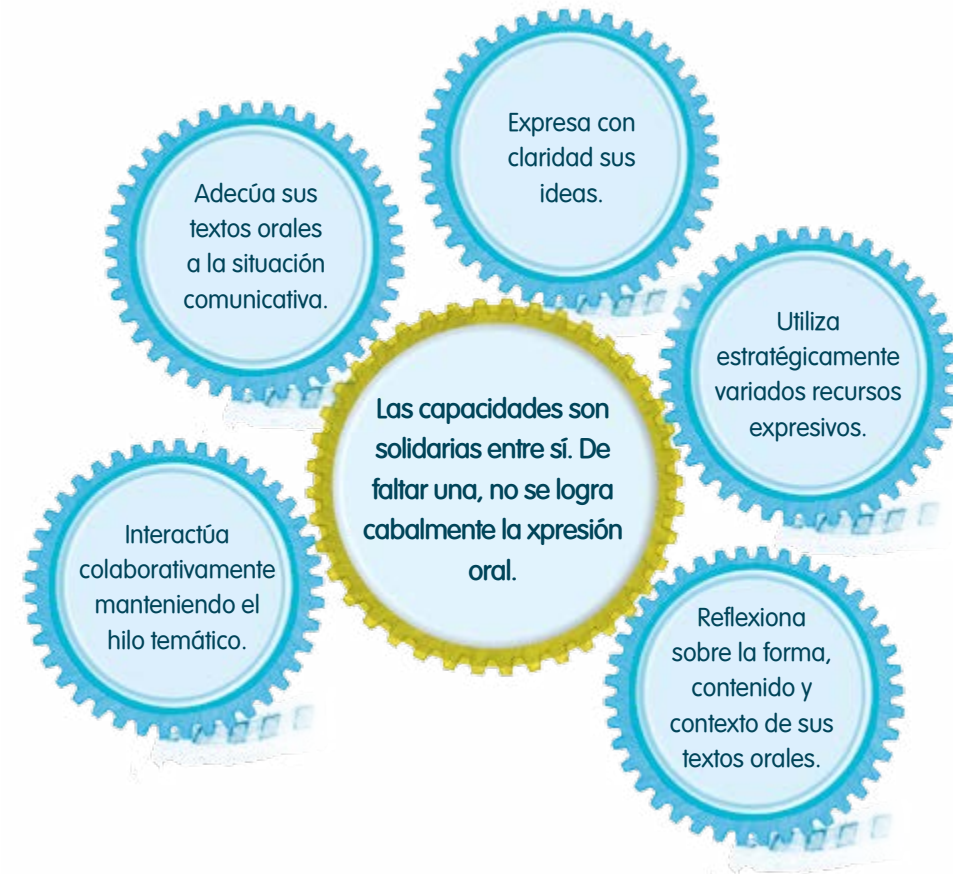 Expresa con
claridad sus
ideas.
Adecúa sus
textos orales
a la situación
comunicativa.
Utiliza
estratégicamente
variados recursos
expresivos.
Las capacidades son
solidarias entre sí. De
faltar una, no se logra
cabalmente la xpresión
oral.
Interactúa
colaborativamente
manteniendo el
hilo temático.
Reflexiona
sobre la forma,
contenido y
contexto de sus
textos orales.